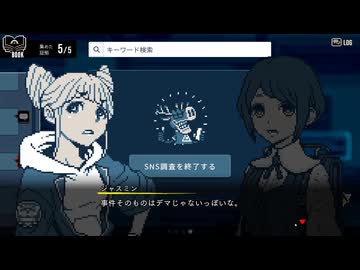 BOOK
集めた
証拠
5/5
キーワード検索
LOG
SNS調査を終了する
ジャスミン
事件そのものはデマじゃないっぽいな。